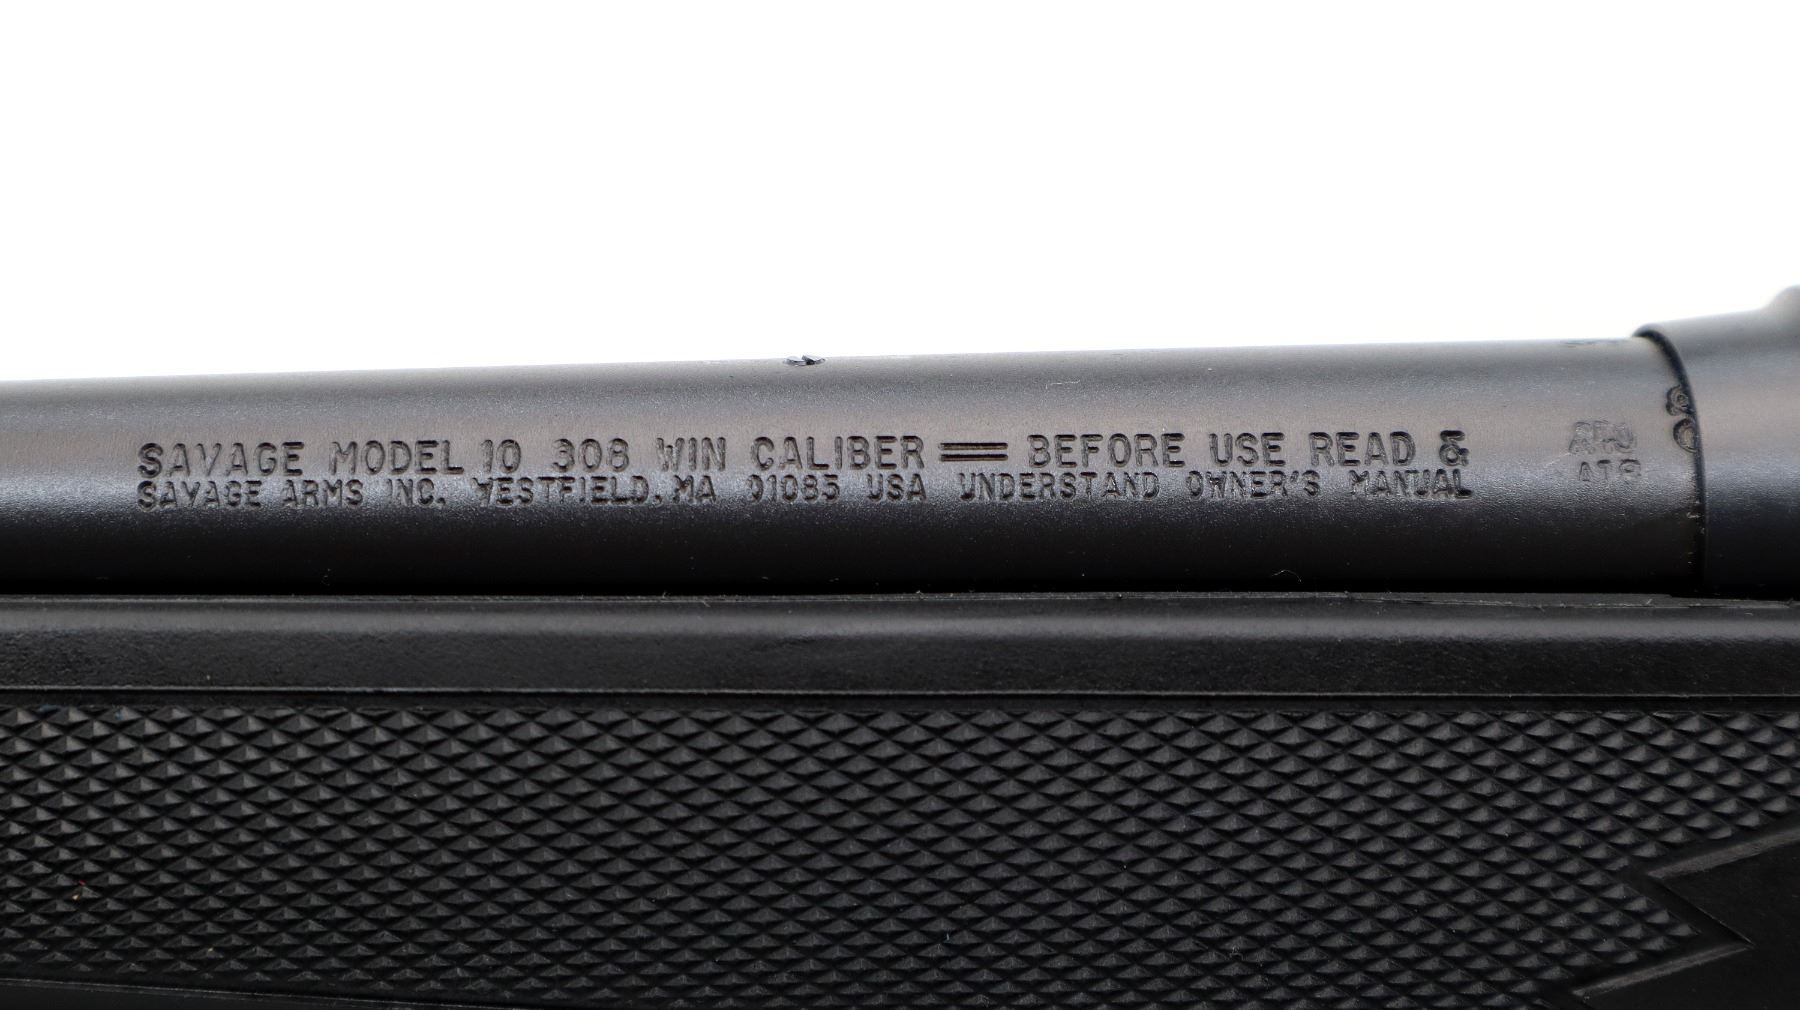 SAVAGE MODEL 10 308 WIN CALIBER = BEFORE USE READ &
SAVAGE ARMS INC. WESTFIELD, MA 01085 USA UNDERSTAND OWNER'S MANUAL